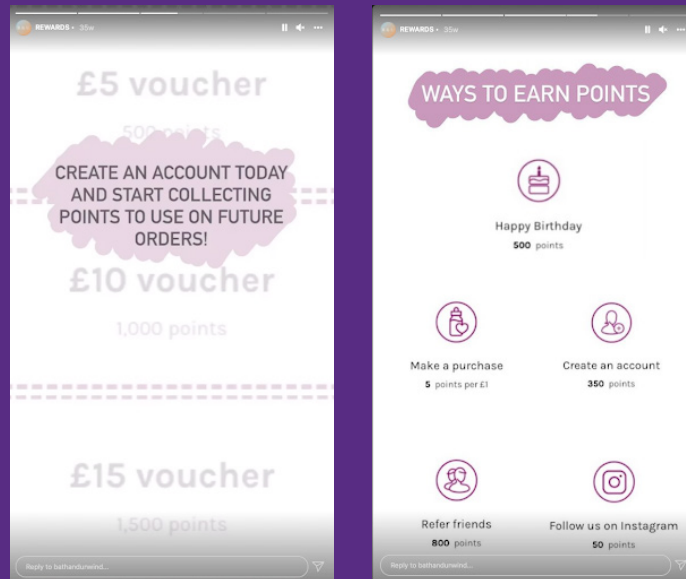 REWARDS • 35w
£5 voucher
500 points
CREATE AN ACCOUNT TODAY
AND START COLLECTING
POINTS TO USE ON FUTURE
ORDERS!
£10 voucher
1,000 points
£15 voucher
1,500 points
Reply to bathandunwind...
REWARDS • 35w
WAYS TO EARN POINTS
Happy Birthday
500 points
Make a purchase
5 points per £1
Create an account
350 points
Refer friends
800 points
Follow us on Instagram
50 points
Reply to bathandunwind...